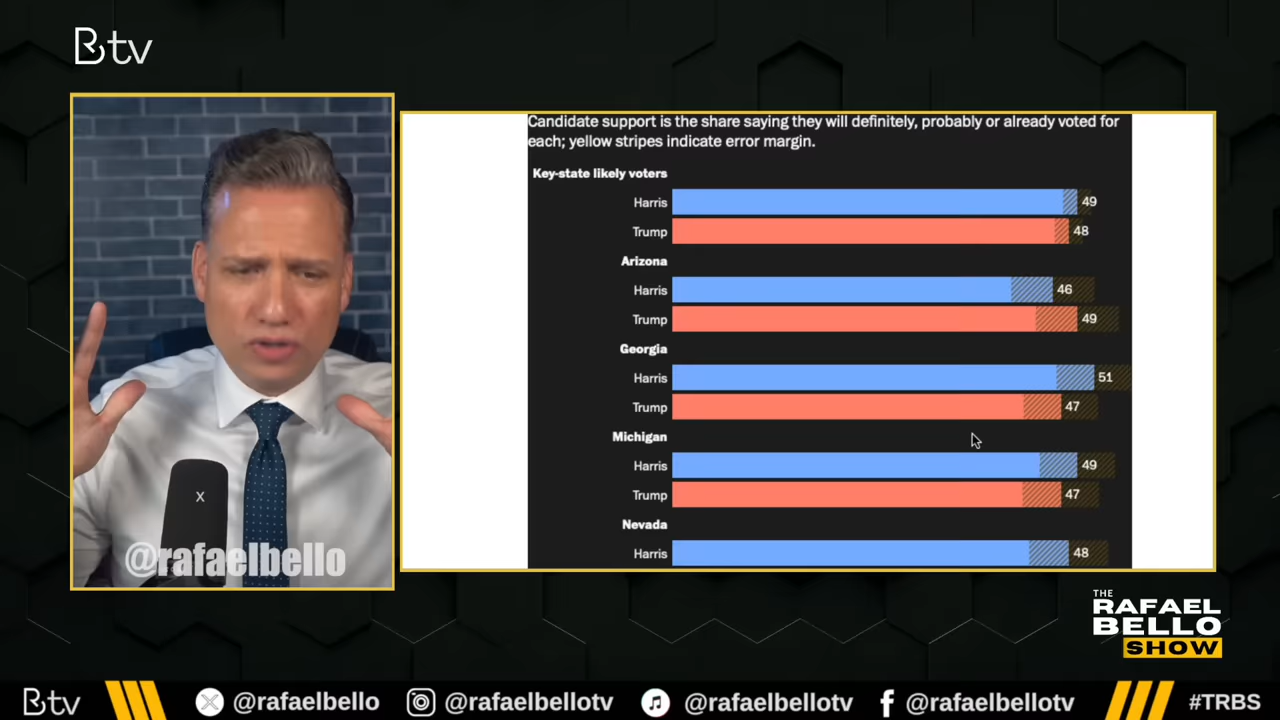 Btv
Candidate support is the share saying they will definitely, probably or already voted for
each; yellow stripes indicate error margin.
Key-state likely voters
Harris 49
Trump 48
Arizona
Harris 46
Trump 49
Georgia
Harris 51
Trump 47
Michigan
Harris 49
Trump 47
Nevada
Harris 48
X
@rafaelbello
THE
RAFAEL
BELLO
SHOW
Btv @rafaelbello @rafaelbellotv @rafaelbellotv @rafaelbellotv #TRBS